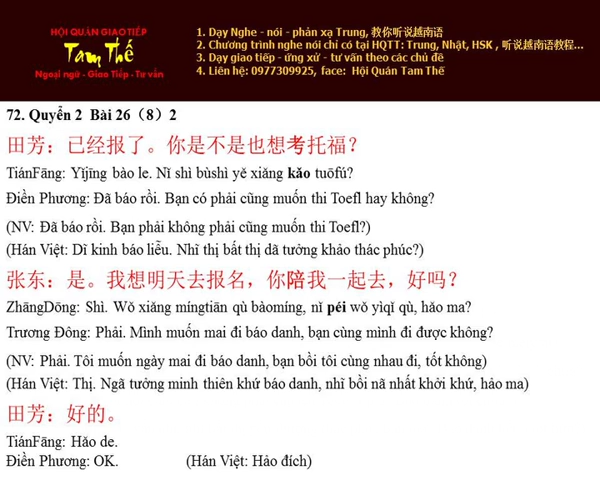 HỘI QUÁN GIAO TIẾP
Tam Thế
Ngoại ngữ - Giao Tiếp - Tư vấn
1. Dạy Nghe - nói - phản xạ Trung, 教你听说越南语
2. Chương trình nghe nói chỉ có tại HQTT: Trung, Nhật, HSK , 听说越南语教程...
3. Dạy giao tiếp - ứng xử - tư vấn theo các chủ đề
4. Liên hệ: 0977309925, face: Hội Quán Tam Thế
72. Quyển 2 Bài 26（8）2
田芳：已经报了。你是不是也想考托福？
TiánFāng: Yǐjīng bào le. Nǐ shì bùshì yě xiǎng kǎo tuōfú?
Điền Phương: Đã báo rồi. Bạn có phải cũng muốn thi Toefl hay không?
(NV: Đã báo rồi. Bạn phải không phải cũng muốn thi Toefl?)
(Hán Việt: Dĩ kinh báo liễu. Nhĩ thị bất thị dã tưởng khảo thác phúc?)
张东：是。我想明天去报名，你陪我一起去，好吗？
ZhāngDōng: Shì. Wǒ xiǎng míngtiān qù bàomíng, nǐ péi wǒ yìqǐ qù, hǎo ma?
Trương Đông: Phải. Mình muốn mai đi báo danh, bạn cùng mình đi được không?
(NV: Phải. Tôi muốn ngày mai đi báo danh, bạn bồi tôi cùng nhau đi, tốt không)
(Hán Việt: Thị. Ngã tưởng minh thiên khứ báo danh, nhĩ bồi nã nhất khởi khứ, hảo ma)
田芳：好的。
TiánFāng: Hǎo de.
Điền Phương: OK. (Hán Việt: Hảo đích)